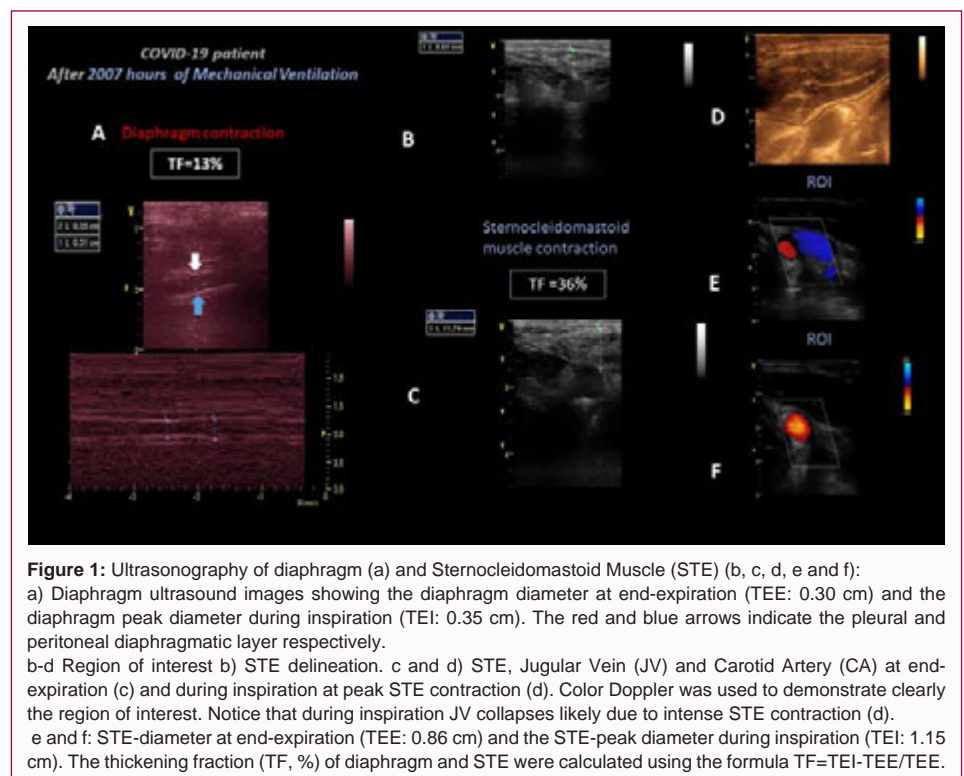 COVID-19 patient
After 2007 hours of Mechanical Ventilation
A Diaphragm contraction
TF=13%
B
Sternocleidomastoid
muscle contraction
TF =36%
C
D
ROI
E
ROI
F
Figure 1: Ultrasonography of diaphragm (a) and Sternocleidomastoid Muscle (STE) (b, c, d, e and f):
a) Diaphragm ultrasound images showing the diaphragm diameter at end-expiration (TEE: 0.30 cm) and the
diaphragm peak diameter during inspiration (TEI: 0.35 cm). The red and blue arrows indicate the pleural and
peritoneal diaphragmatic layer respectively.
b-d Region of interest b) STE delineation. c and d) STE, Jugular Vein (JV) and Carotid Artery (CA) at end-
expiration (c) and during inspiration at peak STE contraction (d). Color Doppler was used to demonstrate clearly
the region of interest. Notice that during inspiration JV collapses likely due to intense STE contraction (d).
e and f: STE-diameter at end-expiration (TEE: 0.86 cm) and the STE-peak diameter during inspiration (TEI: 1.15
cm). The thickening fraction (TF, %) of diaphragm and STE were calculated using the formula TF=TEI-TEE/TEE.